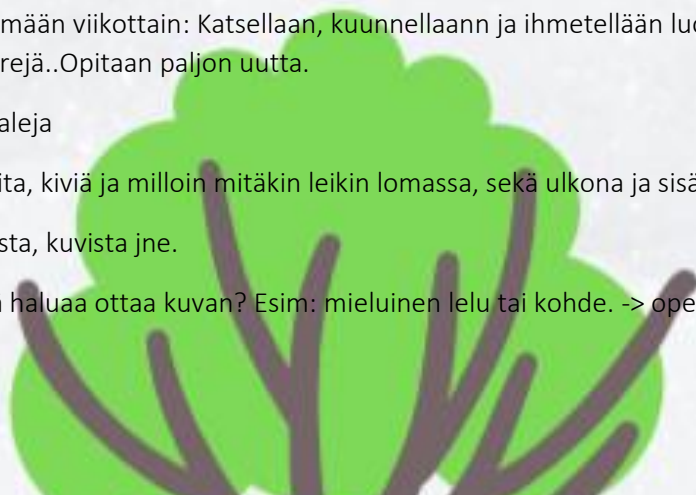 mään viikottain: Katsellaan, kuunnellaann ja ihmetellään luo
rejä..Opitaan paljon uutta.
aleja
ita, kiviä ja milloin mitäkin leikin lomassa, sekä ulkona ja sisä
sta, kuvista jne.
haluaa ottaa kuvan? Esim: mieluinen lelu tai kohde. -> ope